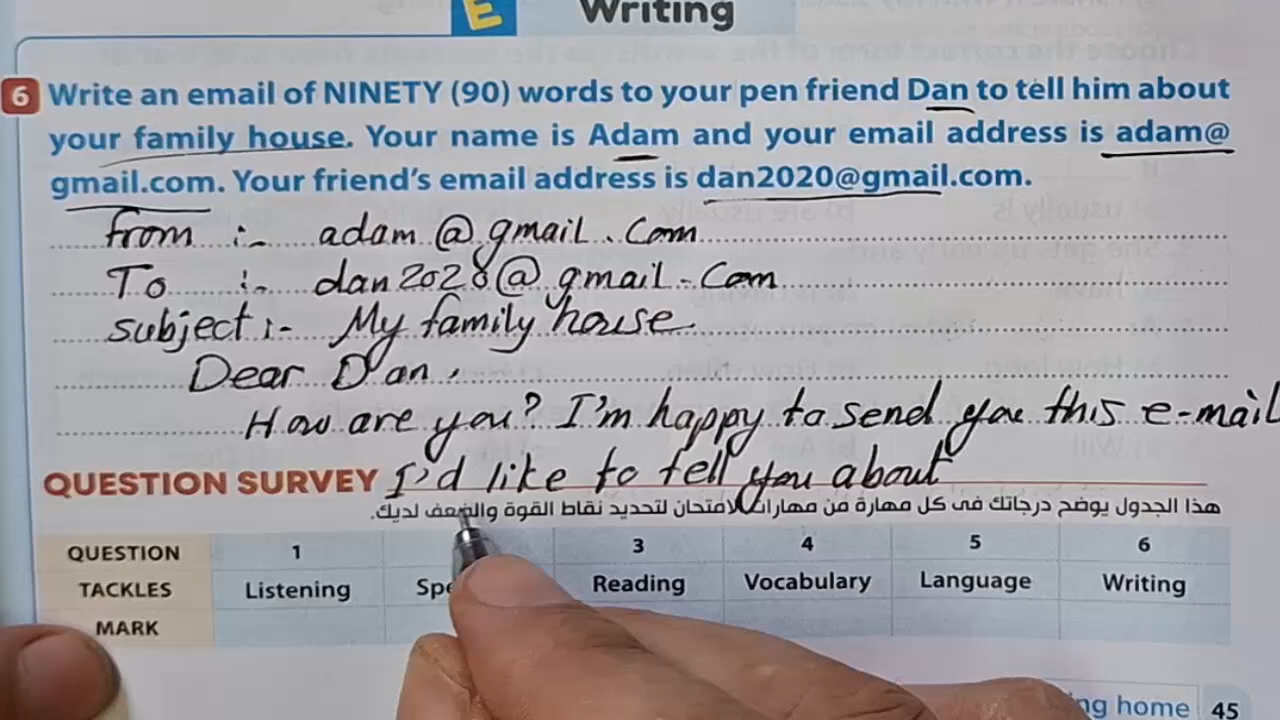 E Writing
6 Write an email of NINETY (90) words to your pen friend Dan to tell him about
your family house. Your name is Adam and your email address is adam@
gmail.com. Your friend's email address is dan2020@gmail.com.
from :- adam@gmail.com
To :- dan2020@gmail.com
subject :- My family house.
Dear Dan,
How are you? I'm happy to send you this e-mail
QUESTION SURVEY I'd like to tell you about
هذا الجدول يوضح درجاتك فى كل مهارة من مهارات الامتحان لتحديد نقاط القوة والضعف لديك.
QUESTION 1 3 4 5 6
TACKLES Listening Spe Reading Vocabulary Language Writing
MARK
ng home 45